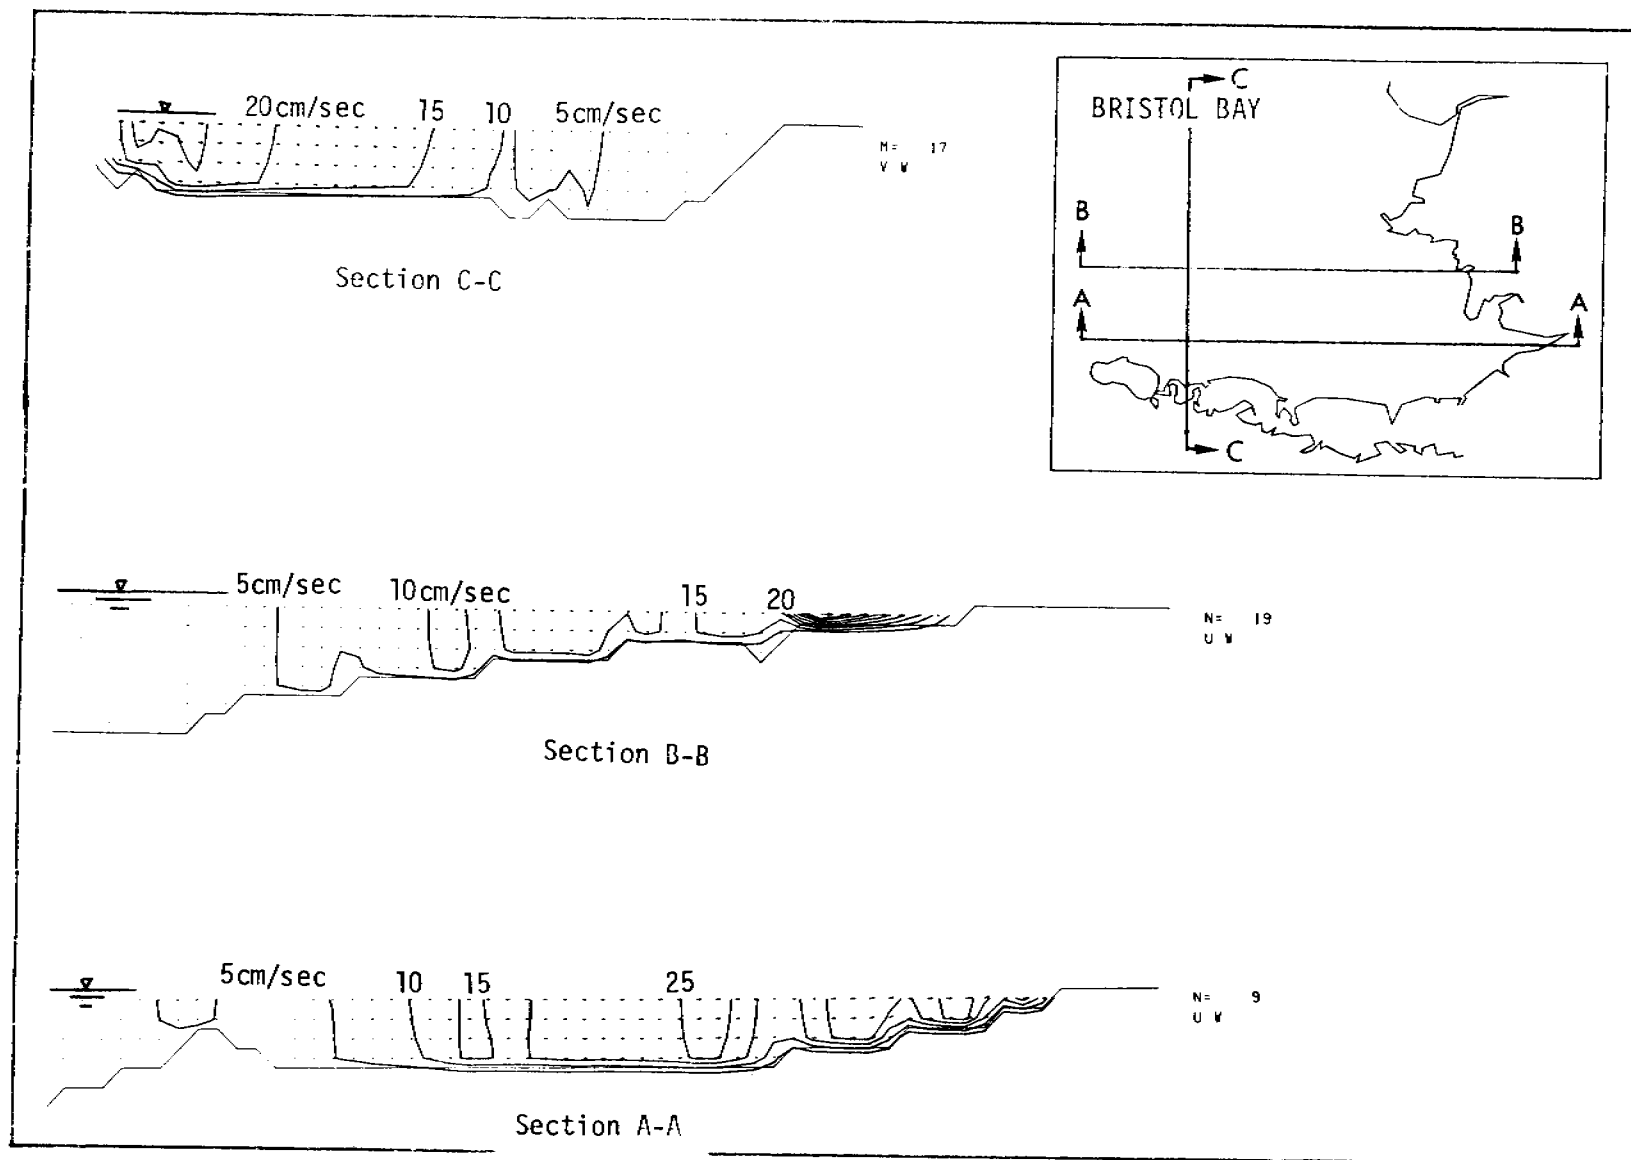 20cm/sec 15 10 5cm/sec
M= 17
V W
Section C-C
C
BRISTOL BAY
B B
A A
C
5cm/sec 10cm/sec 15 20
N= 19
U W
Section B-B
5cm/sec 10 15 25
N= 9
U W
Section A-A